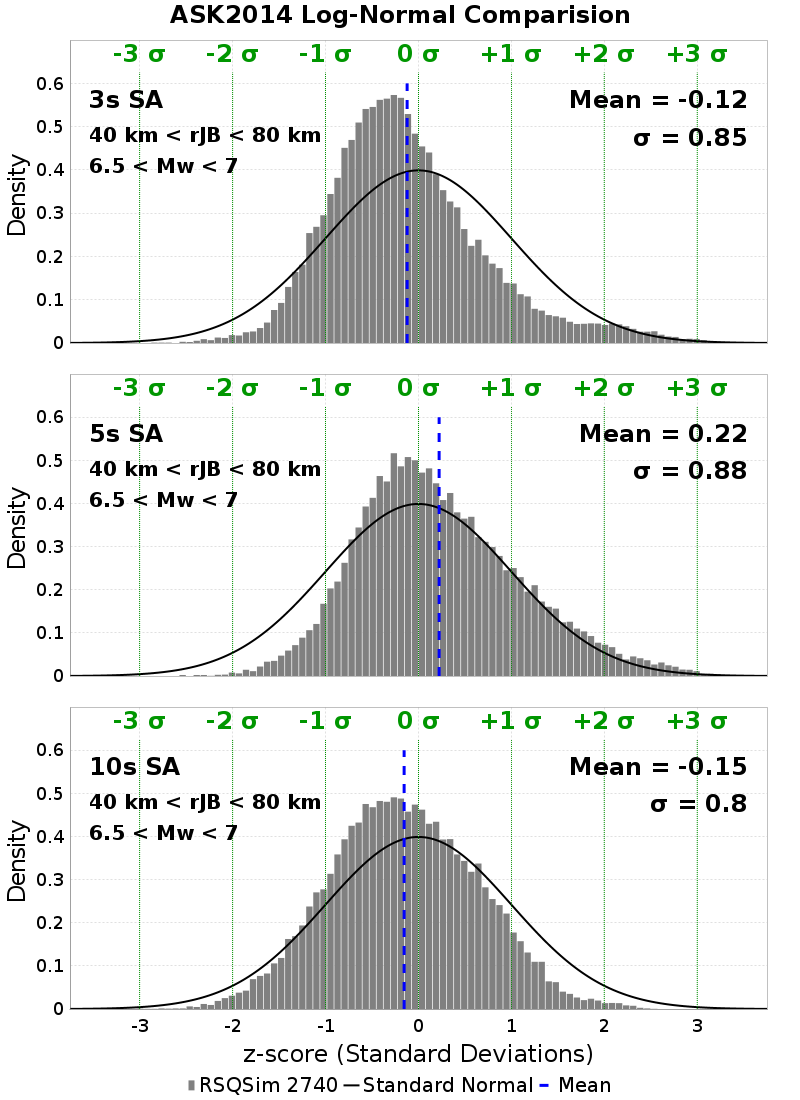 ASK2014 Log-Normal Comparision
-3 σ -2 σ -1 σ 0 σ +1 σ +2 σ +3 σ
3s SA
40 km < rJB < 80 km
6.5 < Mw < 7
Mean = -0.12
σ = 0.85
Density
0.6
0.5
0.4
0.3
0.2
0.1
0
-3 σ -2 σ -1 σ 0 σ +1 σ +2 σ +3 σ
5s SA
40 km < rJB < 80 km
6.5 < Mw < 7
Mean = 0.22
σ = 0.88
Density
0.6
0.5
0.4
0.3
0.2
0.1
0
-3 σ -2 σ -1 σ 0 σ +1 σ +2 σ +3 σ
10s SA
40 km < rJB < 80 km
6.5 < Mw < 7
Mean = -0.15
σ = 0.8
Density
0.6
0.5
0.4
0.3
0.2
0.1
0
-3 -2 -1 0 1 2 3
z-score (Standard Deviations)
RSQSim 2740 Standard Normal Mean